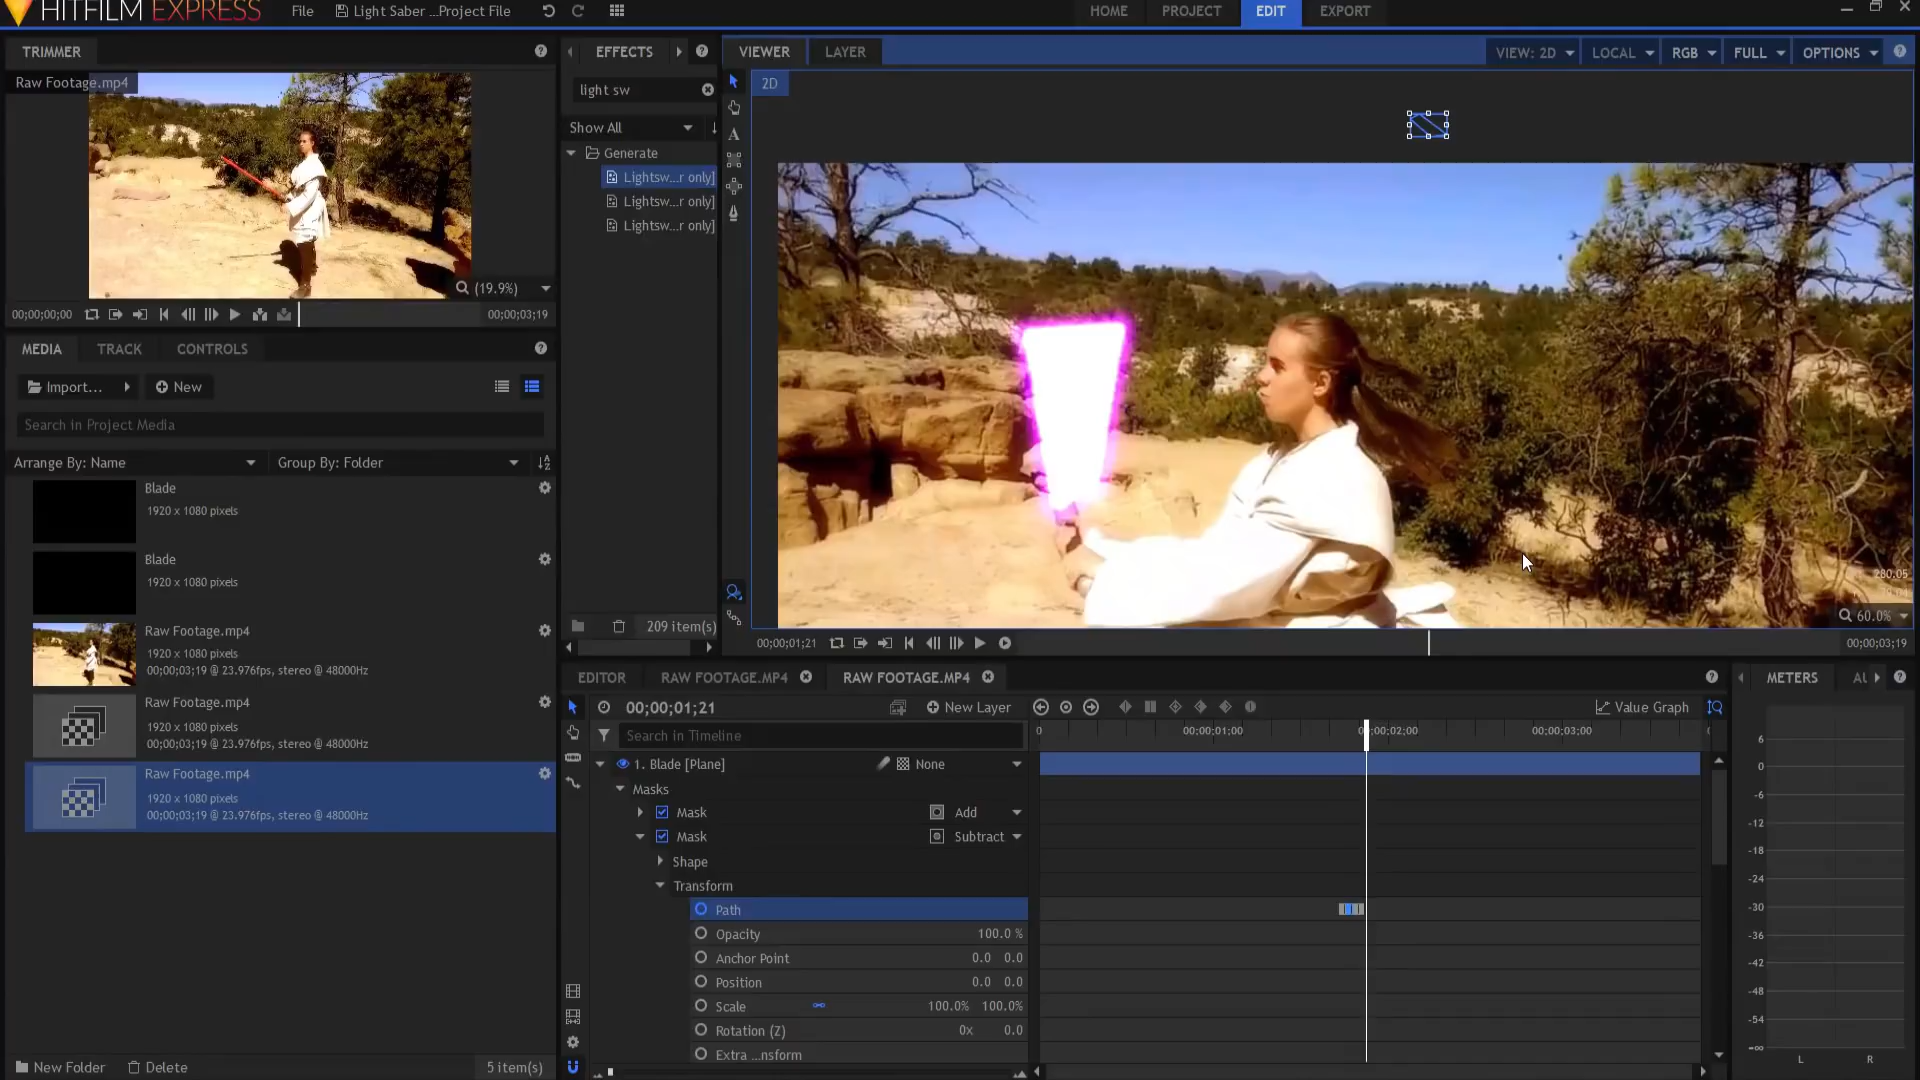 HITFILM EXPRESS
File
Light Saber ...Project File
HOME
PROJECT
EDIT
EXPORT
TRIMMER
Raw Footage.mp4
(19.9%)
00;00;00;00
00;00;03;19
EFFECTS
light sw
Show All
Generate
Lightsw...r only]
Lightsw...r only]
Lightsw...r only]
209 item(s)
VIEWER
LAYER
VIEW: 2D
LOCAL
RGB
FULL
OPTIONS
2D
280.05
60.0%
00;00;01;21
00;00;03;19
MEDIA
TRACK
CONTROLS
Import...
New
Search in Project Media
Arrange By: Name
Group By: Folder
Blade
1920 x 1080 pixels
Blade
1920 x 1080 pixels
Raw Footage.mp4
1920 x 1080 pixels
00;00;03;19 @ 23.976fps, stereo @ 48000Hz
Raw Footage.mp4
1920 x 1080 pixels
00;00;03;19 @ 23.976fps, stereo @ 48000Hz
Raw Footage.mp4
1920 x 1080 pixels
00;00;03;19 @ 23.976fps, stereo @ 48000Hz
New Folder
Delete
5 item(s)
EDITOR
RAW FOOTAGE.MP4
RAW FOOTAGE.MP4
00;00;01;21
New Layer
Value Graph
Search in Timeline
0
00;00;01;00
00;00;02;00
00;00;03;00
1. Blade [Plane]
None
Masks
Mask
Add
Mask
Subtract
Shape
Transform
Path
Opacity
100.0 %
Anchor Point
0.0 0.0
Position
0.0 0.0
Scale
100.0% 100.0%
Rotation (Z)
0x 0.0
Extra ...nsform
METERS
6
0
-6
-12
-18
-24
-30
-36
-42
-48
-54
-∞
L
R